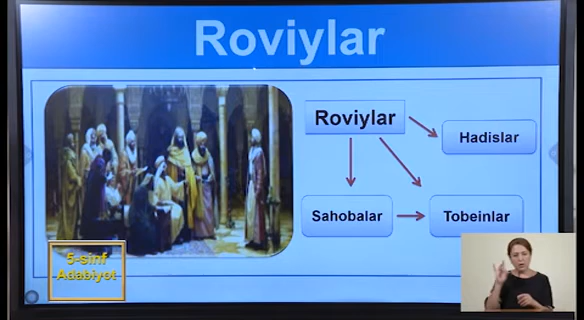 Roviylar
Roviylar
Hadislar
Sahobalar
Tobeinlar
5-sinf
Adabiyot